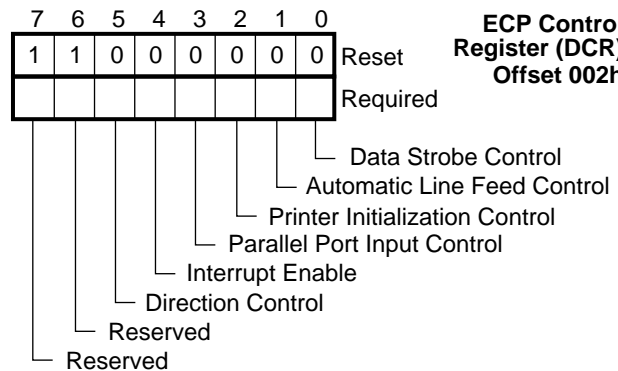 7 6 5 4 3 2 1 0
ECP Contro
Register (DCR)
Offset 002h
1 1 0 0 0 0 0 0 Reset
Required
Data Strobe Control
Automatic Line Feed Control
Printer Initialization Control
Parallel Port Input Control
Interrupt Enable
Direction Control
Reserved
Reserved